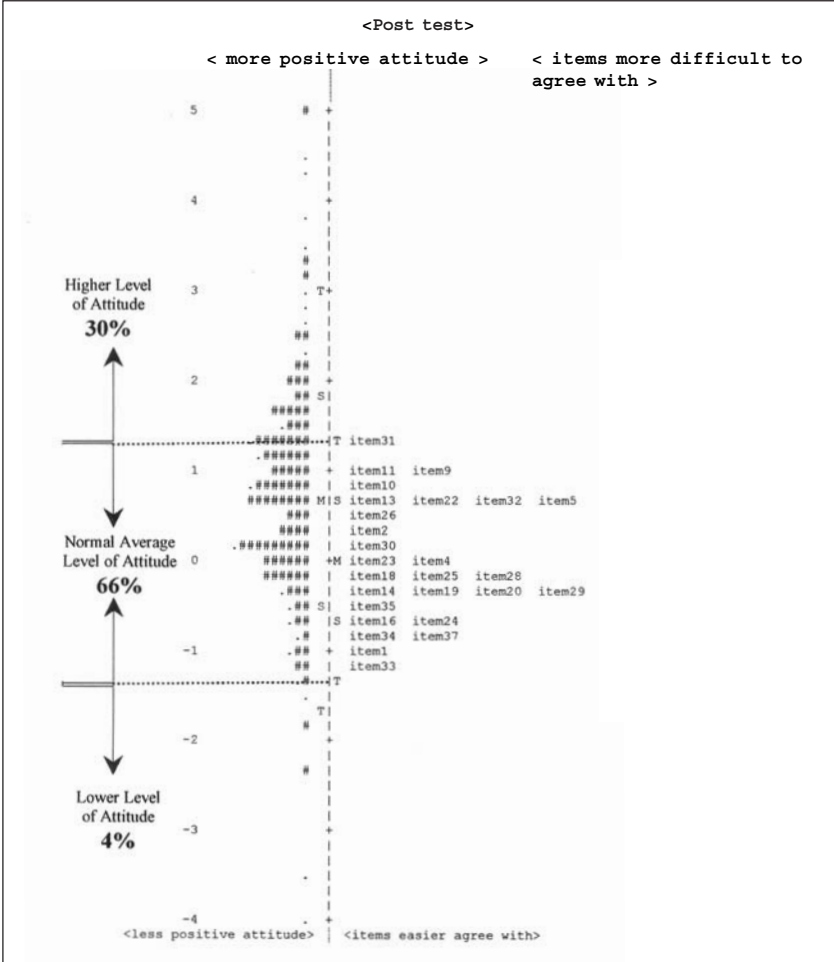 <Post test>
< more positive attitude > < items more difficult to
agree with >
5 # +
|
|
. |
. |
|
4 +
. |
|
. |
# |
# |
Higher Level
of Attitude
30%
3 . T+
. |
. |
## |
. |
## |
2 ### +
## S|
##### |
.### |
.####### |T item31
.###### |
1 ##### + item11 item9
.####### | item10
######## M|S item13 item22 item32 item5
### | item26
#### | item2
.######### | item30
Normal Average
Level of Attitude
66%
0 ###### +M item23 item4
###### | item18 item25 item28
.### | item14 item19 item20 item29
.## S| item35
.## |S item16 item24
.# | item34 item37
-1 .## + item1
## | item33
# |T
. |
T|
# |
-2 +
|
# |
Lower Level
of Attitude
4%
-3 +
|
. |
-4 . +
<less positive attitude> | <items easier agree with>